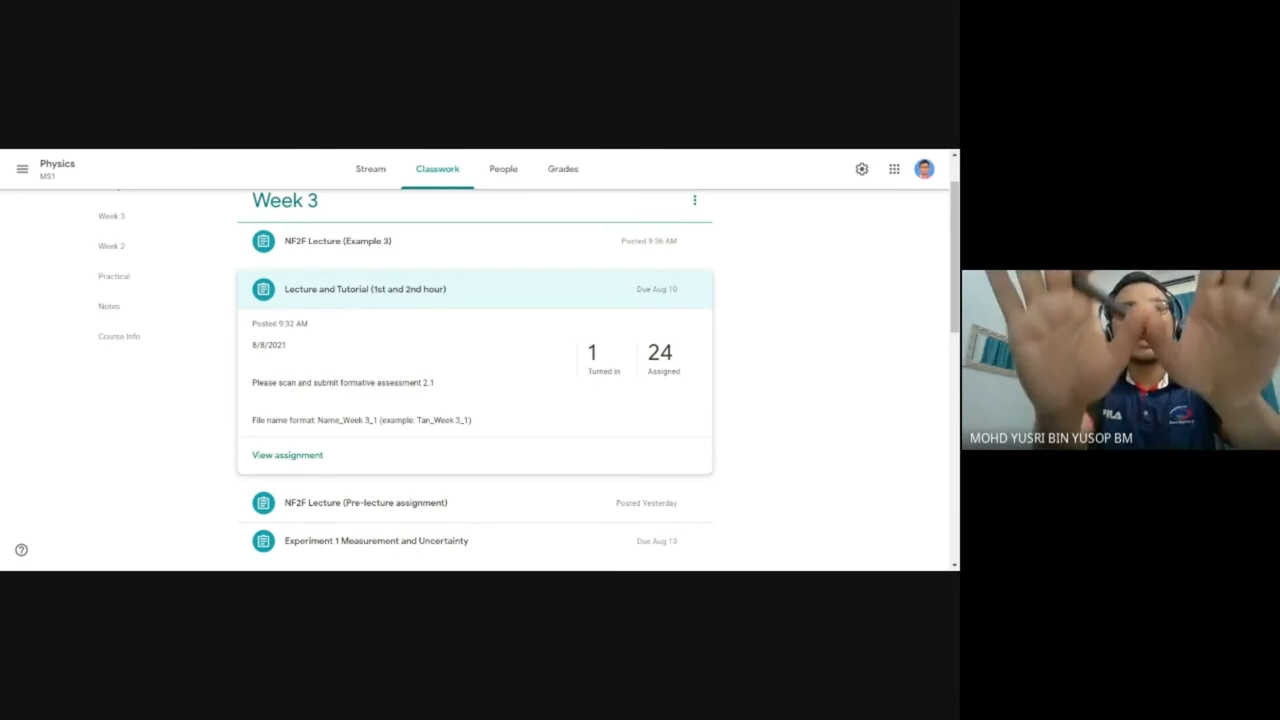 Physics
MS1
Stream
Classwork
People
Grades
Week 3
Week 3
Week 2
Practical
Notes
Course Info
NF2F Lecture (Example 3)
Posted 9:36 AM
Lecture and Tutorial (1st and 2nd hour)
Due Aug 10
Posted 9:32 AM
8/8/2021
1
Turned in
24
Assigned
Please scan and submit formative assessment 2.1
File name format: Name_Week 3_1 (example: Tan_Week 3_1)
View assignment
NF2F Lecture (Pre-lecture assignment)
Posted Yesterday
Experiment 1 Measurement and Uncertainty
Due Aug 13
FILA
MOHD YUSRI BIN YUSOP BM